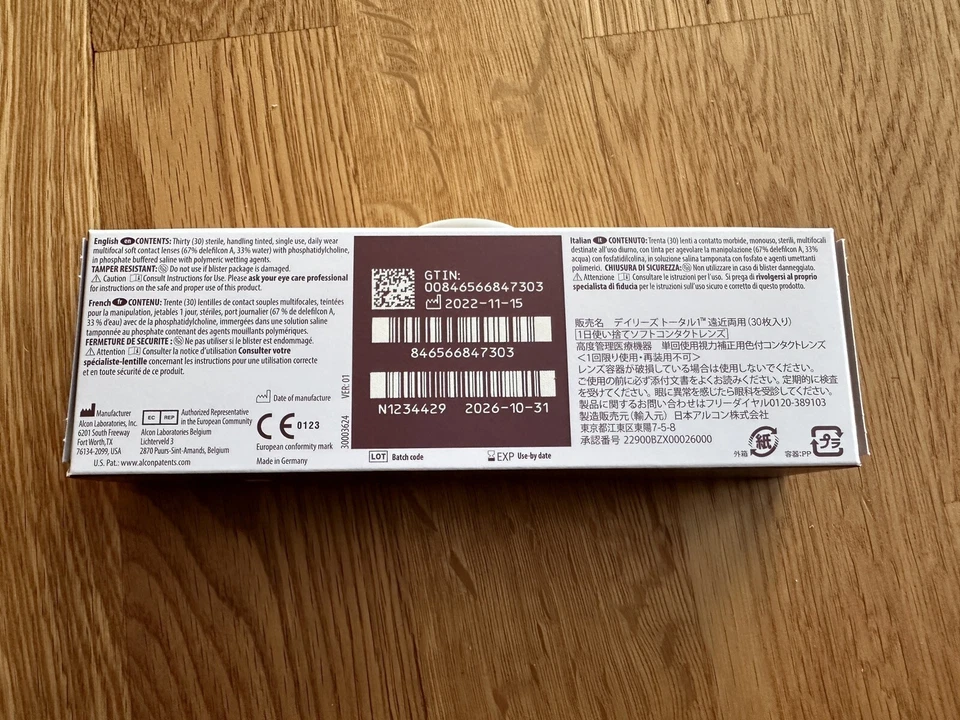 English EN CONTENTS: Thirty (30) sterile, handling tinted, single use, daily wear
multifocal soft contact lenses (67% delefilcon A, 33% water) with phosphatidylcholine,
in phosphate buffered saline with polymeric wetting agents.
TAMPER RESISTANT: Do not use if blister package is damaged.
Caution Consult Instructions for Use. Please ask your eye care professional
for instructions on the safe and proper use of this product.
French fr CONTENU: Trente (30) lentilles de contact souples multifocales, teintées
pour la manipulation, jetables 1 jour, stériles, port journalier (67 % de delefilcon A,
33 % d'eau) avec de la phosphatidylcholine, immergées dans une solution saline
tamponnée au phosphate contenant des agents mouillants polymériques.
FERMETURE DE SECURITE : Ne pas utiliser si le blister est endommagé.
Attention Consulter la notice d'utilisation Consulter votre
spécialiste-lentille concernant les instructions pour une utilisation correcte
et en toute sécurité de ce produit.
Date of manufacture
Manufacturer
Alcon Laboratories, Inc.
6201 South Freeway
Fort Worth, TX
76134-2099, USA
EC REP
Authorized Representative
in the European Community
Alcon Laboratories Belgium
Lichterveld 3
2870 Puurs-Sint-Amands, Belgium
CE 0123
European conformity mark
U.S. Pat.: www.alconpatents.com
Made in Germany
30003624 VER: 01
GTIN:
00846566847303
2022-11-15
846566847303
N1234429 2026-10-31
LOT Batch code
EXP Use-by date
Italian it CONTENUTO: Trenta (30) lenti a contatto morbide, monouso, sterili, multifocali
destinate all'uso diurno, con tinta per agevolare la manipolazione (67% delefilcon A, 33%
acqua) con fosfatidilcolina, in soluzione salina tamponata con fosfato e agenti umettanti
polimerici. CHIUSURA DI SICUREZZA: Non utilizzare in caso di blister danneggiato.
Attenzione Consultare le istruzioni per l'uso. Si prega di rivolgersi al proprio
specialista di fiducia per le istruzioni sull'uso sicuro e corretto di questo prodotto.
販売名 デイリーズ トータル1™ 遠近両用(30枚入り)
1日使い捨てソフトコンタクトレンズ
高度管理医療機器 単回使用視力補正用色付コンタクトレンズ
<1回限り使用・再装用不可>
レンズ容器が破損している場合は使用しないでください。
ご使用の前に必ず添付文書をよくお読みください。定期的に検査
を受けてください。眼に異常を感じたら眼科を受診してください。
製品に関するお問い合わせはフリーダイヤル0120-389103
製造販売元(輸入元) 日本アルコン株式会社
東京都江東区東陽7-5-8
承認番号 22900BZX00026000
外箱 紙
容器:PP プラ